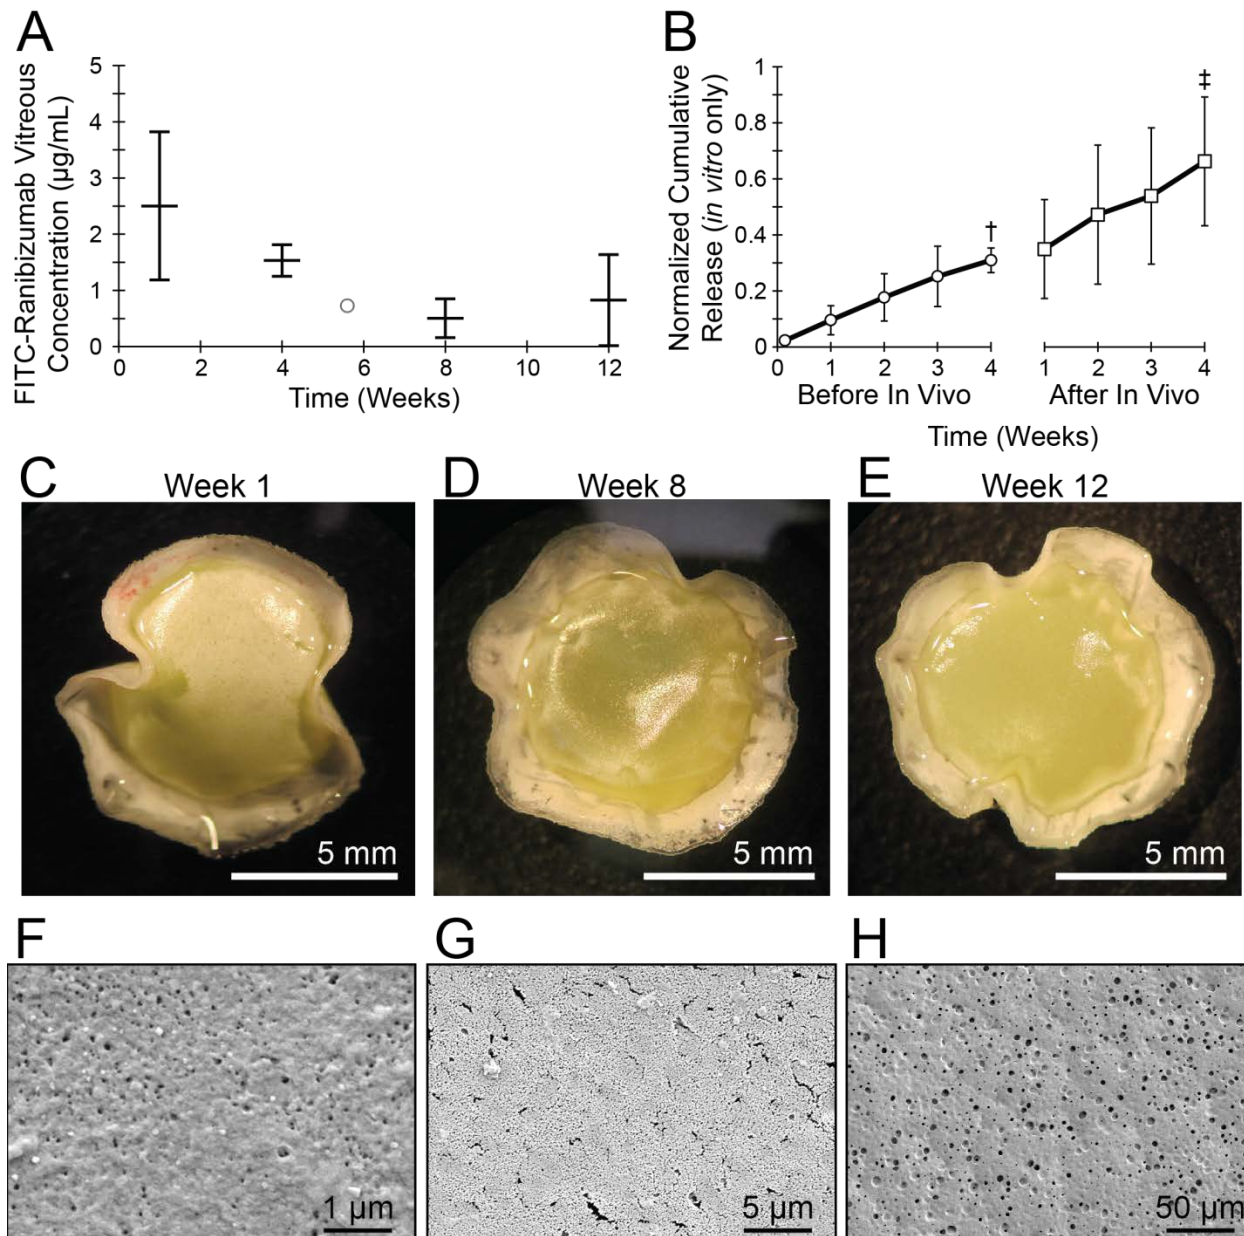 A
FITC-Ranibizumab Vitreous
Concentration (µg/mL)
5
4
3
2
1
0
0 2 4 6 8 10 12
Time (Weeks)
B
Normalized Cumulative
Release (in vitro only)
1
0.8
0.6
0.4
0.2
0
†
‡
0 1 2 3 4 1 2 3 4
Before In Vivo After In Vivo
Time (Weeks)
C Week 1
D Week 8
E Week 12
5 mm
5 mm
5 mm
F
G
H
1 µm
5 µm
50 µm